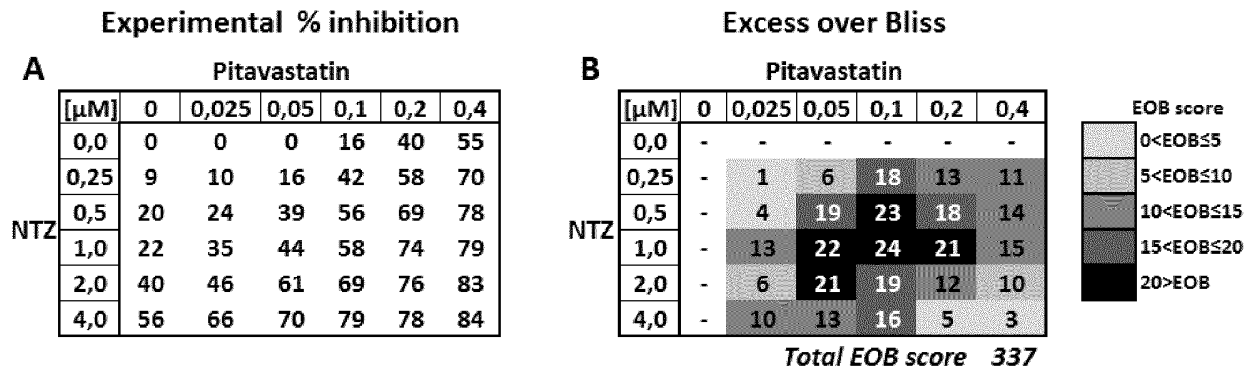 Experimental % inhibition
A
Pitavastatin
[µM] 0 0,025 0,05 0,1 0,2 0,4
0,0 0 0 0 16 40 55
0,25 9 10 16 42 58 70
0,5 20 24 39 56 69 78
NTZ
1,0 22 35 44 58 74 79
2,0 40 46 61 69 76 83
4,0 56 66 70 79 78 84
Excess over Bliss
B
Pitavastatin
[µM] 0 0,025 0,05 0,1 0,2 0,4
0,0 - - - - - -
0,25 - 1 6 18 13 11
0,5 - 4 19 23 18 14
NTZ
1,0 - 13 22 24 21 15
2,0 - 6 21 19 12 10
4,0 - 10 13 16 5 3
Total EOB score 337
EOB score
0<EOB≤5
5<EOB≤10
10<EOB≤15
15<EOB≤20
20>EOB